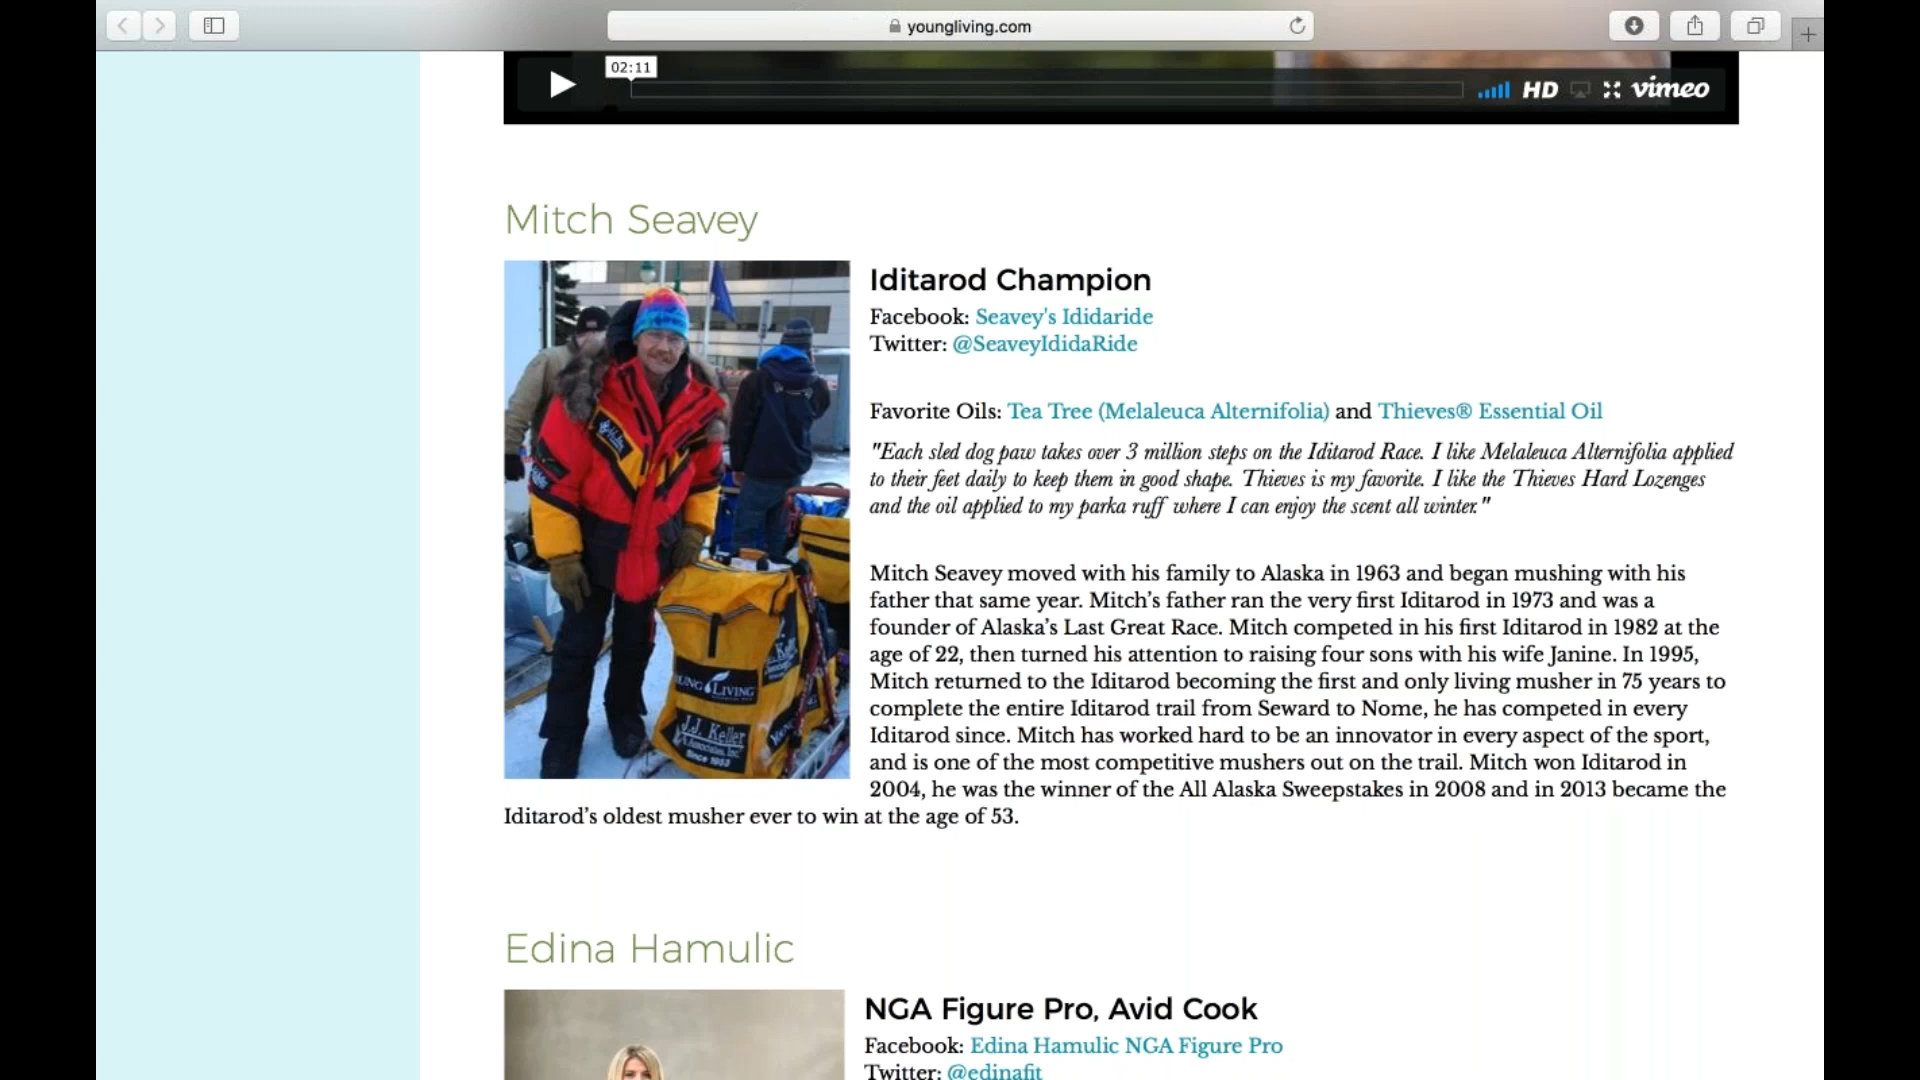 youngliving.com
02:11
HD
vimeo
Mitch Seavey
Iditarod Champion
Facebook: Seavey's Ididaride
Twitter: @SeaveyIdidaRide
Favorite Oils: Tea Tree (Melaleuca Alternifolia) and Thieves® Essential Oil
"Each sled dog paw takes over 3 million steps on the Iditarod Race. I like Melaleuca Alternifolia applied
to their feet daily to keep them in good shape. Thieves is my favorite. I like the Thieves Hard Lozenges
and the oil applied to my parka ruff where I can enjoy the scent all winter."
Mitch Seavey moved with his family to Alaska in 1963 and began mushing with his
father that same year. Mitch’s father ran the very first Iditarod in 1973 and was a
founder of Alaska’s Last Great Race. Mitch competed in his first Iditarod in 1982 at the
age of 22, then turned his attention to raising four sons with his wife Janine. In 1995,
Mitch returned to the Iditarod becoming the first and only living musher in 75 years to
complete the entire Iditarod trail from Seward to Nome, he has competed in every
Iditarod since. Mitch has worked hard to be an innovator in every aspect of the sport,
and is one of the most competitive mushers out on the trail. Mitch won Iditarod in
2004, he was the winner of the All Alaska Sweepstakes in 2008 and in 2013 became the
Iditarod’s oldest musher ever to win at the age of 53.
UNG LIVING
J.J. Keller
& Associates, Inc.
Since 1953
Edina Hamulic
NGA Figure Pro, Avid Cook
Facebook: Edina Hamulic NGA Figure Pro
Twitter: @edinafit